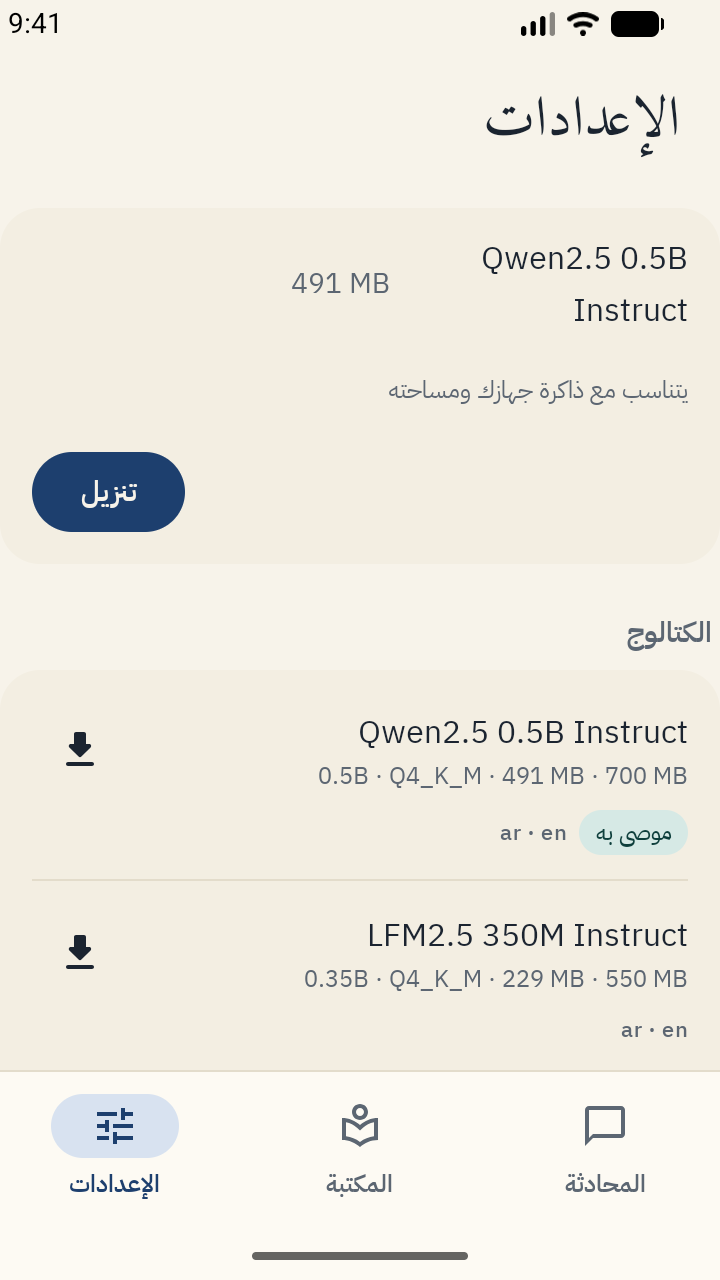 9:41
الإعدادات
Qwen2.5 0.5B
Instruct
491 MB
يتناسب مع ذاكرة جهازك ومساحته
تنزيل
الكتالوج
Qwen2.5 0.5B Instruct
0.5B · Q4_K_M · 491 MB · 700 MB
موصى به
ar · en
LFM2.5 350M Instruct
0.35B · Q4_K_M · 229 MB · 550 MB
ar · en
المحادثة
المكتبة
الإعدادات